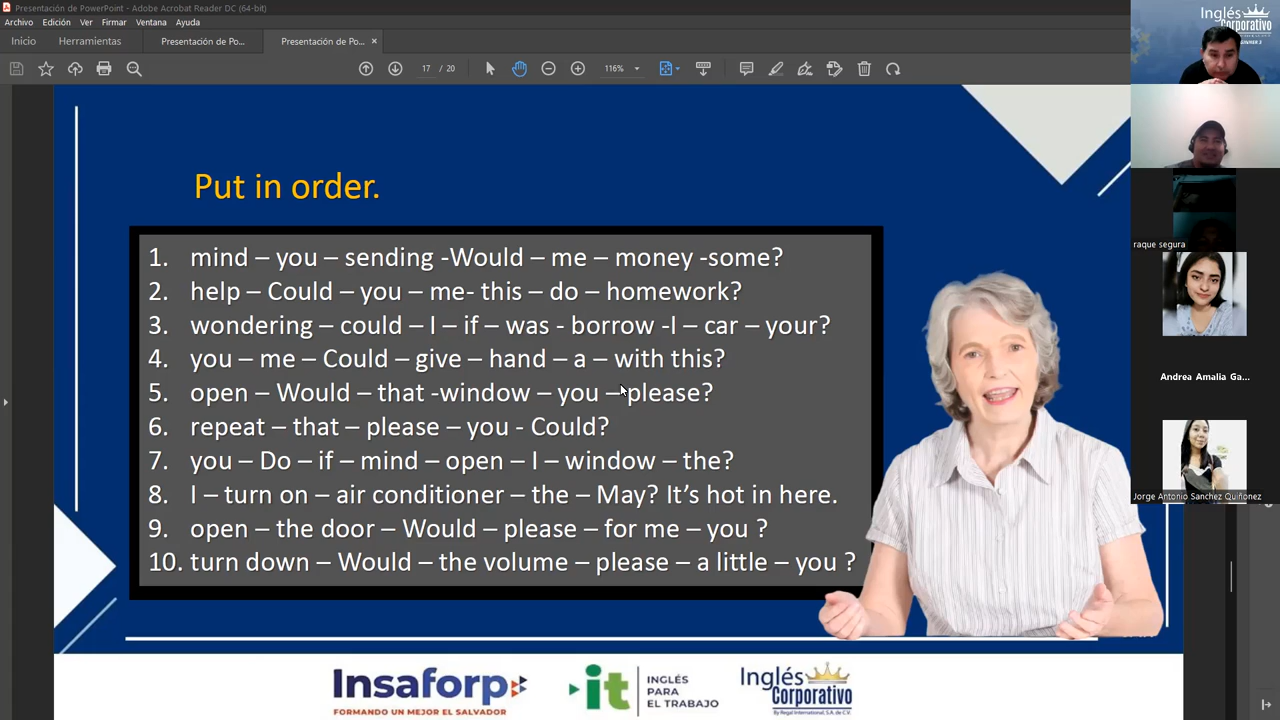 Presentación de PowerPoint - Adobe Acrobat Reader DC (64-bit)
Archivo Edición Ver Firmar Ventana Ayuda
Inicio Herramientas Presentación de Po... Presentación de Po... ×
17 / 20 116%
Inglés
Corporativo
Put in order.
1. mind – you – sending -Would – me – money -some?
2. help – Could – you – me- this – do – homework?
3. wondering – could – I – if – was - borrow -I – car – your?
4. you – me – Could – give – hand – a – with this?
5. open – Would – that -window – you – please?
6. repeat – that – please – you - Could?
7. you – Do – if – mind – open – I – window – the?
8. I – turn on – air conditioner – the – May? It’s hot in here.
9. open – the door – Would – please – for me – you ?
10. turn down – Would – the volume – please – a little – you ?
raque segura
Andrea Amalia Ga...
Jorge Antonio Sanchez Quiñonez
Insaforp
FORMANDO UN MEJOR EL SALVADOR
it
INGLÉS
PARA
EL TRABAJO
Inglés
Corporativo
By Regal International, S.A. de C.V.